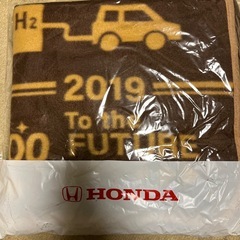 H2
2019
To the
00 FUTURE
HONDA